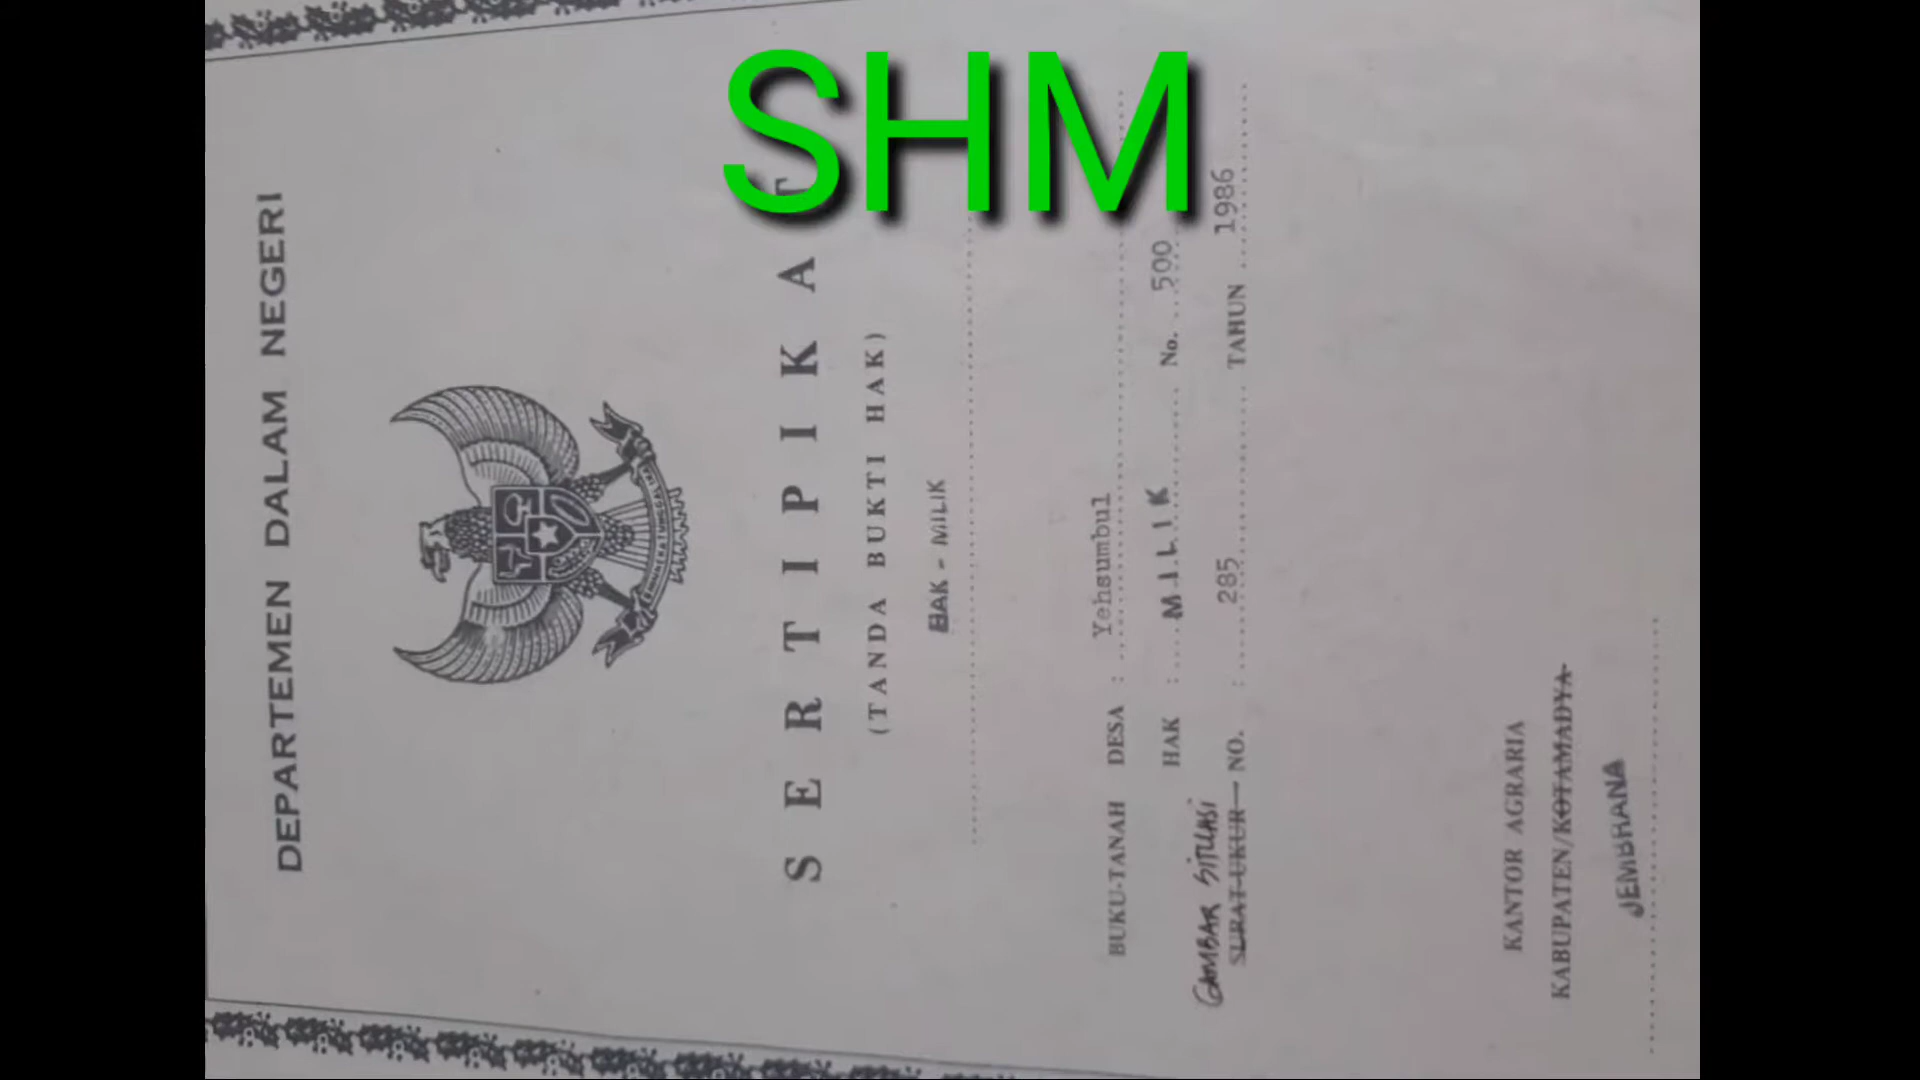 SHM
DEPARTEMEN DALAM NEGERI
SERTIPIKAT
(TANDA BUKTI HAK)
HAK - MILIK
BUKU-TANAH DESA : Yehsumbul
HAK : MILIK No. 500
GAMBAR SITUASI
SURAT UKUR NO. : 285 TAHUN 1986
KANTOR AGRARIA
KABUPATEN/KOTAMADYA
JEMBRANA